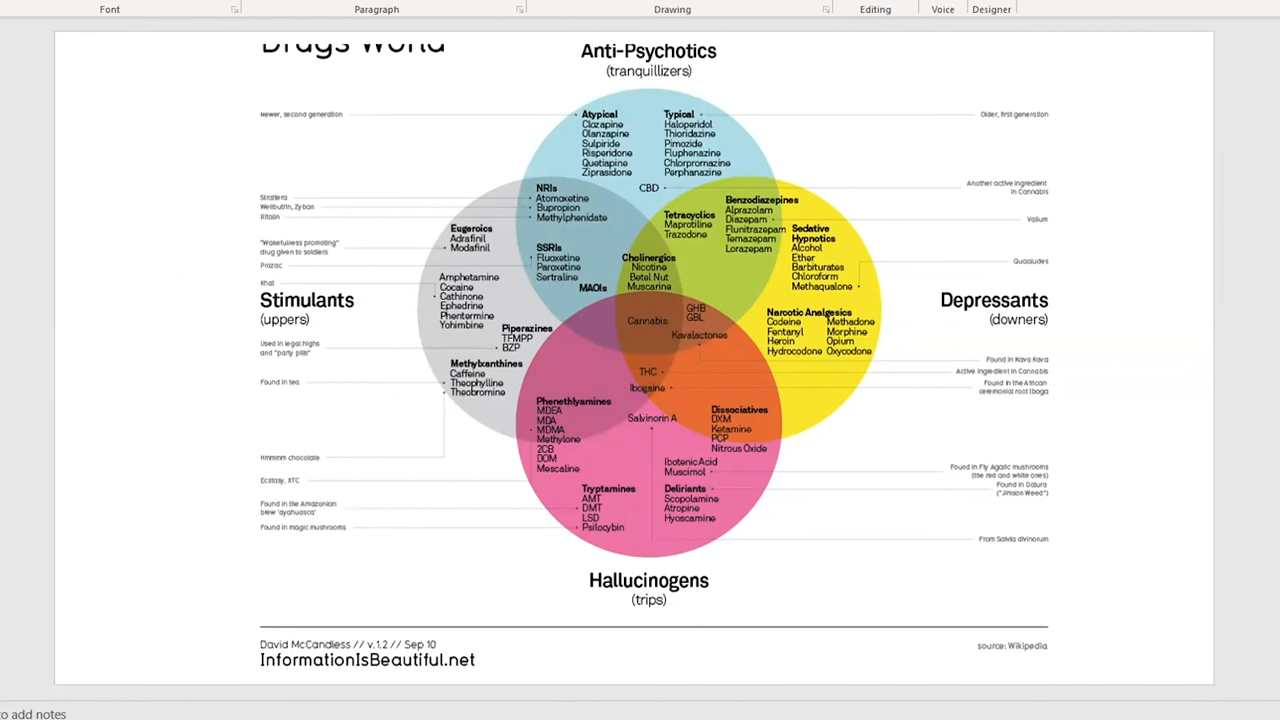 Font Paragraph Drawing Editing Voice Designer
Drugs World
Anti-Psychotics
(tranquillizers)
Newer, second generation
Older, first generation
Atypical
Clozapine
Olanzapine
Sulpiride
Risperidone
Quetiapine
Ziprasidone
Typical
Haloperidol
Thioridazine
Pimozide
Fluphenazine
Chlorpromazine
Perphanazine
CBD
Another active ingredient
in Cannabis
NRIs
Atomoxetine
Bupropion
Methylphenidate
Strattera
Wellbutrin, Zyban
Ritalin
Tetracyclics
Maprotiline
Trazodone
Benzodiazepines
Alprazolam
Diazepam
Flunitrazepam
Temazepam
Lorazepam
Valium
Eugeroics
Adrafinil
Modafinil
"Wakefulness promoting"
drug given to soldiers
SSRIs
Fluoxetine
Paroxetine
Sertraline
MAOIs
Prozac
Cholinergics
Nicotine
Betel Nut
Muscarine
Sedative
Hypnotics
Alcohol
Ether
Barbiturates
Chloroform
Methaqualone
Quaaludes
Khat
Amphetamine
Cocaine
Cathinone
Ephedrine
Phentermine
Yohimbine
Stimulants
(uppers)
Depressants
(downers)
GHB
GBL
Cannabis
Kavalactones
Narcotic Analgesics
Codeine
Fentanyl
Heroin
Hydrocodone
Methadone
Morphine
Opium
Oxycodone
Piperazines
TFMPP
BZP
Used in legal highs
and "party pills"
Found in Kava Kava
Methylxanthines
Caffeine
Theophylline
Theobromine
THC
Active ingredient in Cannabis
Ibogaine
Found in the African
ceremonial root Iboga
Found in tea
Phenethlyamines
MDEA
MDA
MDMA
Methylone
2CB
DOM
Mescaline
Salvinorin A
Dissociatives
DXM
Ketamine
PCP
Nitrous Oxide
Hmmmm chocolate
Ecstasy, XTC
Ibotenic Acid
Muscimol
Found in Fly Agaric mushrooms
(the red and white ones)
Tryptamines
AMT
DMT
LSD
Psilocybin
Deliriants
Scopolamine
Atropine
Hyoscamine
Found in Datura
("Jimson Weed")
Found in the Amazonian
brew 'ayahuasca'
Found in magic mushrooms
From Salvia divinorum
Hallucinogens
(trips)
David McCandless // v.1.2 // Sep 10
InformationIsBeautiful.net
source: Wikipedia
to add notes